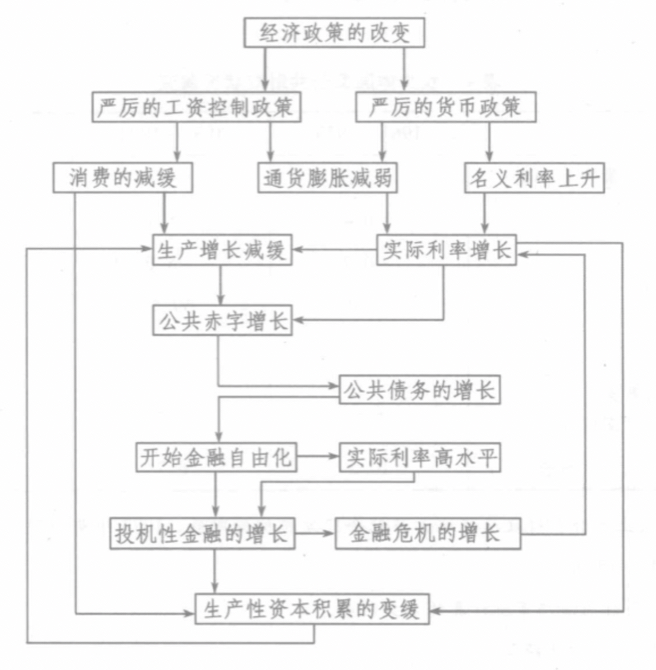 经济政策的改变
严厉的工资控制政策
严厉的货币政策
消费的减缓
通货膨胀减弱
名义利率上升
生产增长减缓
实际利率增长
公共赤字增长
公共债务的增长
开始金融自由化
实际利率高水平
投机性金融的增长
金融危机的增长
生产性资本积累的变缓